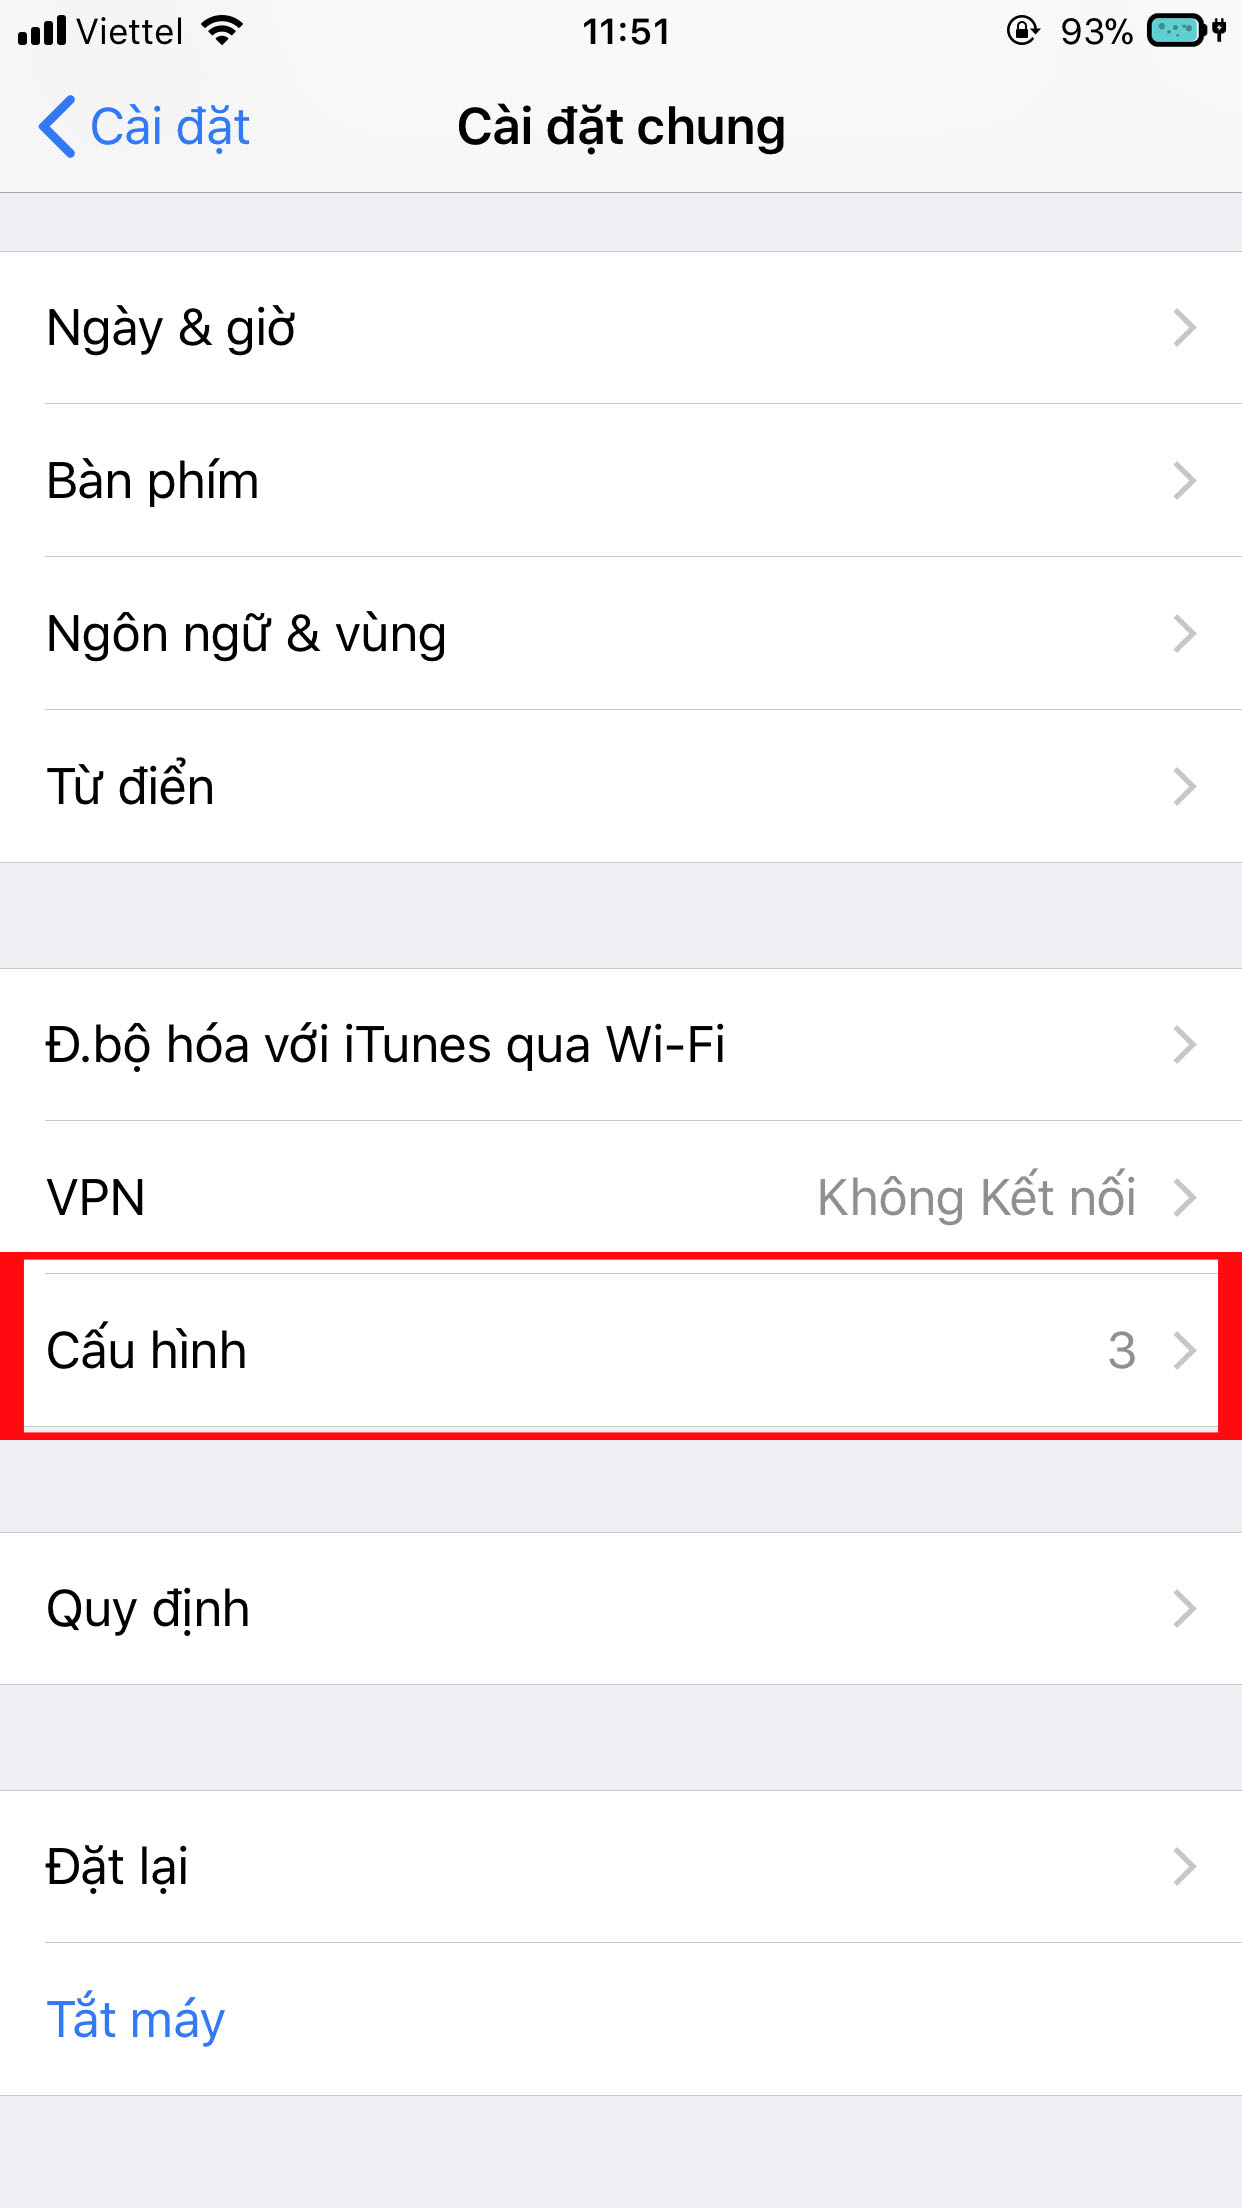 Viettel 11:51 93%
Cài đặt Cài đặt chung
Ngày & giờ
Bàn phím
Ngôn ngữ & vùng
Từ điển
Đ.bộ hóa với iTunes qua Wi-Fi
VPN Không Kết nối
Cấu hình 3
Quy định
Đặt lại
Tắt máy